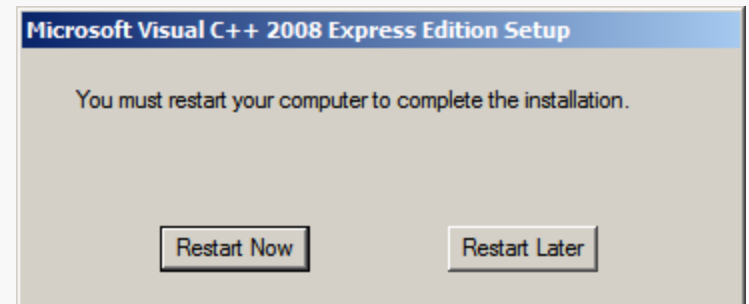 Microsoft Visual C++ 2008 Express Edition Setup
You must restart your computer to complete the installation.
Restart Now Restart Later